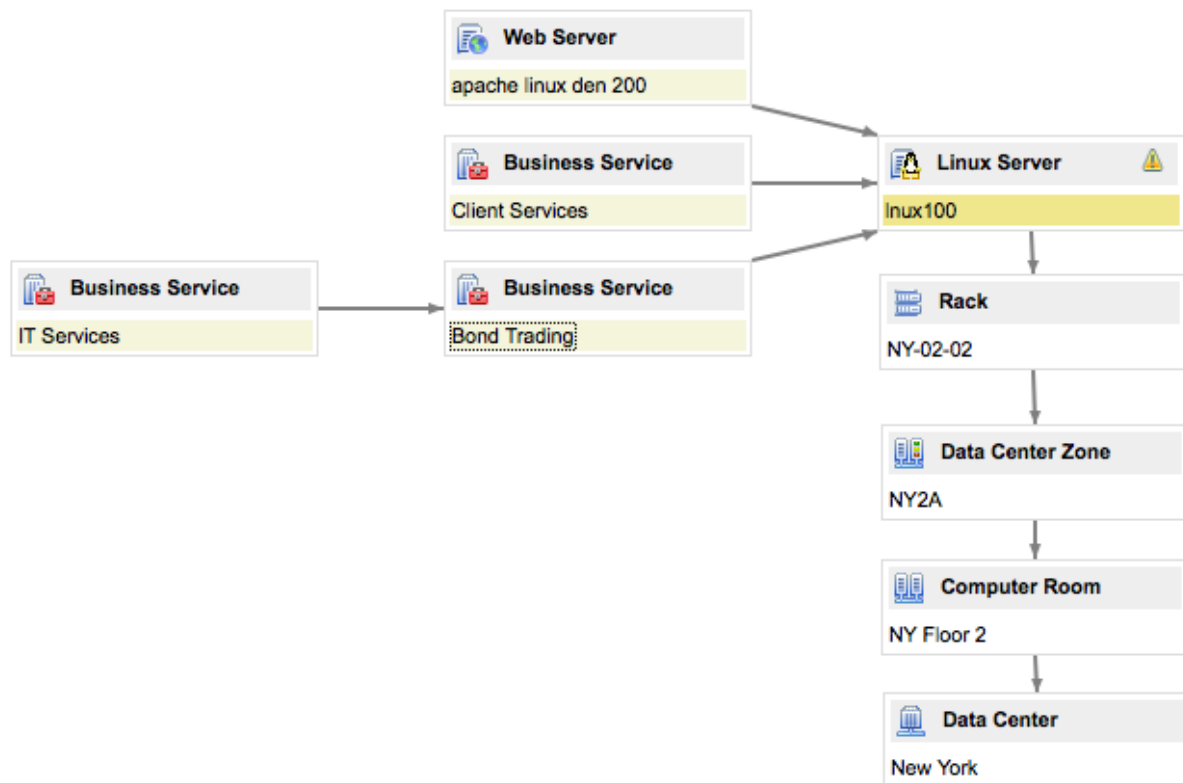 Web Server
apache linux den 200
Business Service
Client Services
Linux Server
lnux100
Business Service
IT Services
Business Service
Bond Trading
Rack
NY-02-02
Data Center Zone
NY2A
Computer Room
NY Floor 2
Data Center
New York